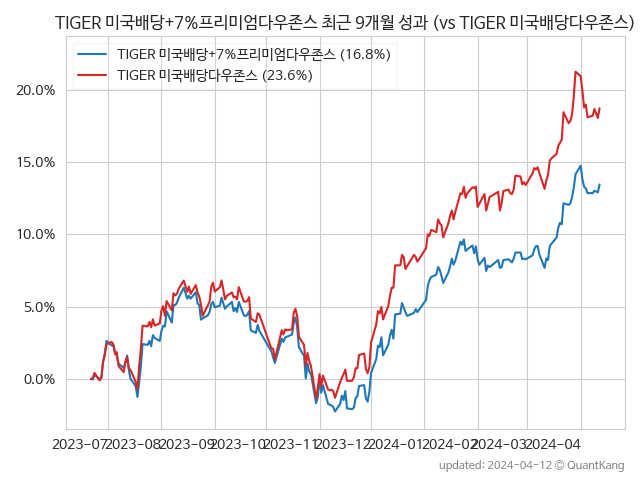 TIGER 미국배당+7%프리미엄다우존스 최근 9개월 성과 (vs TIGER 미국배당다우존스)
TIGER 미국배당+7%프리미엄다우존스 (16.8%)
TIGER 미국배당다우존스 (23.6%)
20.0%
15.0%
10.0%
5.0%
0.0%
2023-07 2023-08 2023-09 2023-10 2023-11 2023-12 2024-01 2024-02 2024-03 2024-04
updated: 2024-04-12 © QuantKang